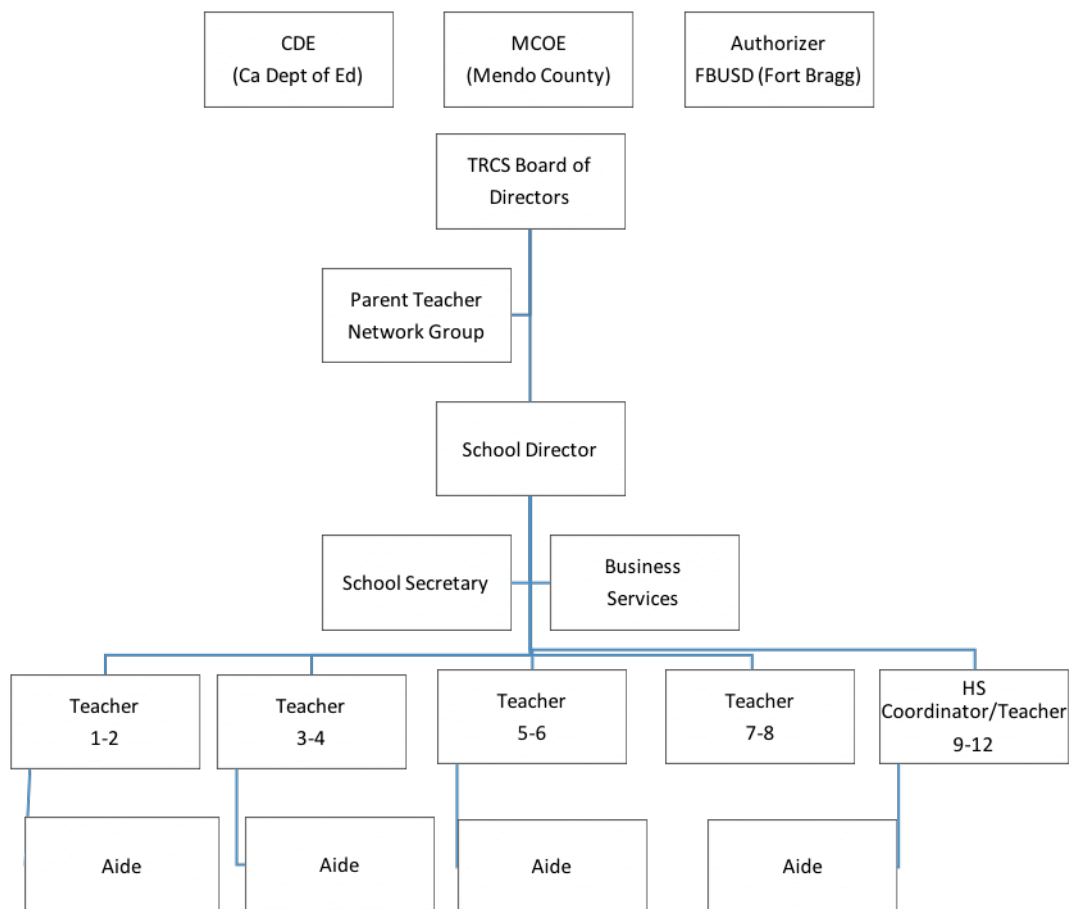 CDE
(Ca Dept of Ed)
MCOE
(Mendo County)
Authorizer
FBUSD (Fort Bragg)
TRCS Board of
Directors
Parent Teacher
Network Group
School Director
School Secretary
Business
Services
Teacher
1-2
Teacher
3-4
Teacher
5-6
Teacher
7-8
HS
Coordinator/Teacher
9-12
Aide
Aide
Aide
Aide